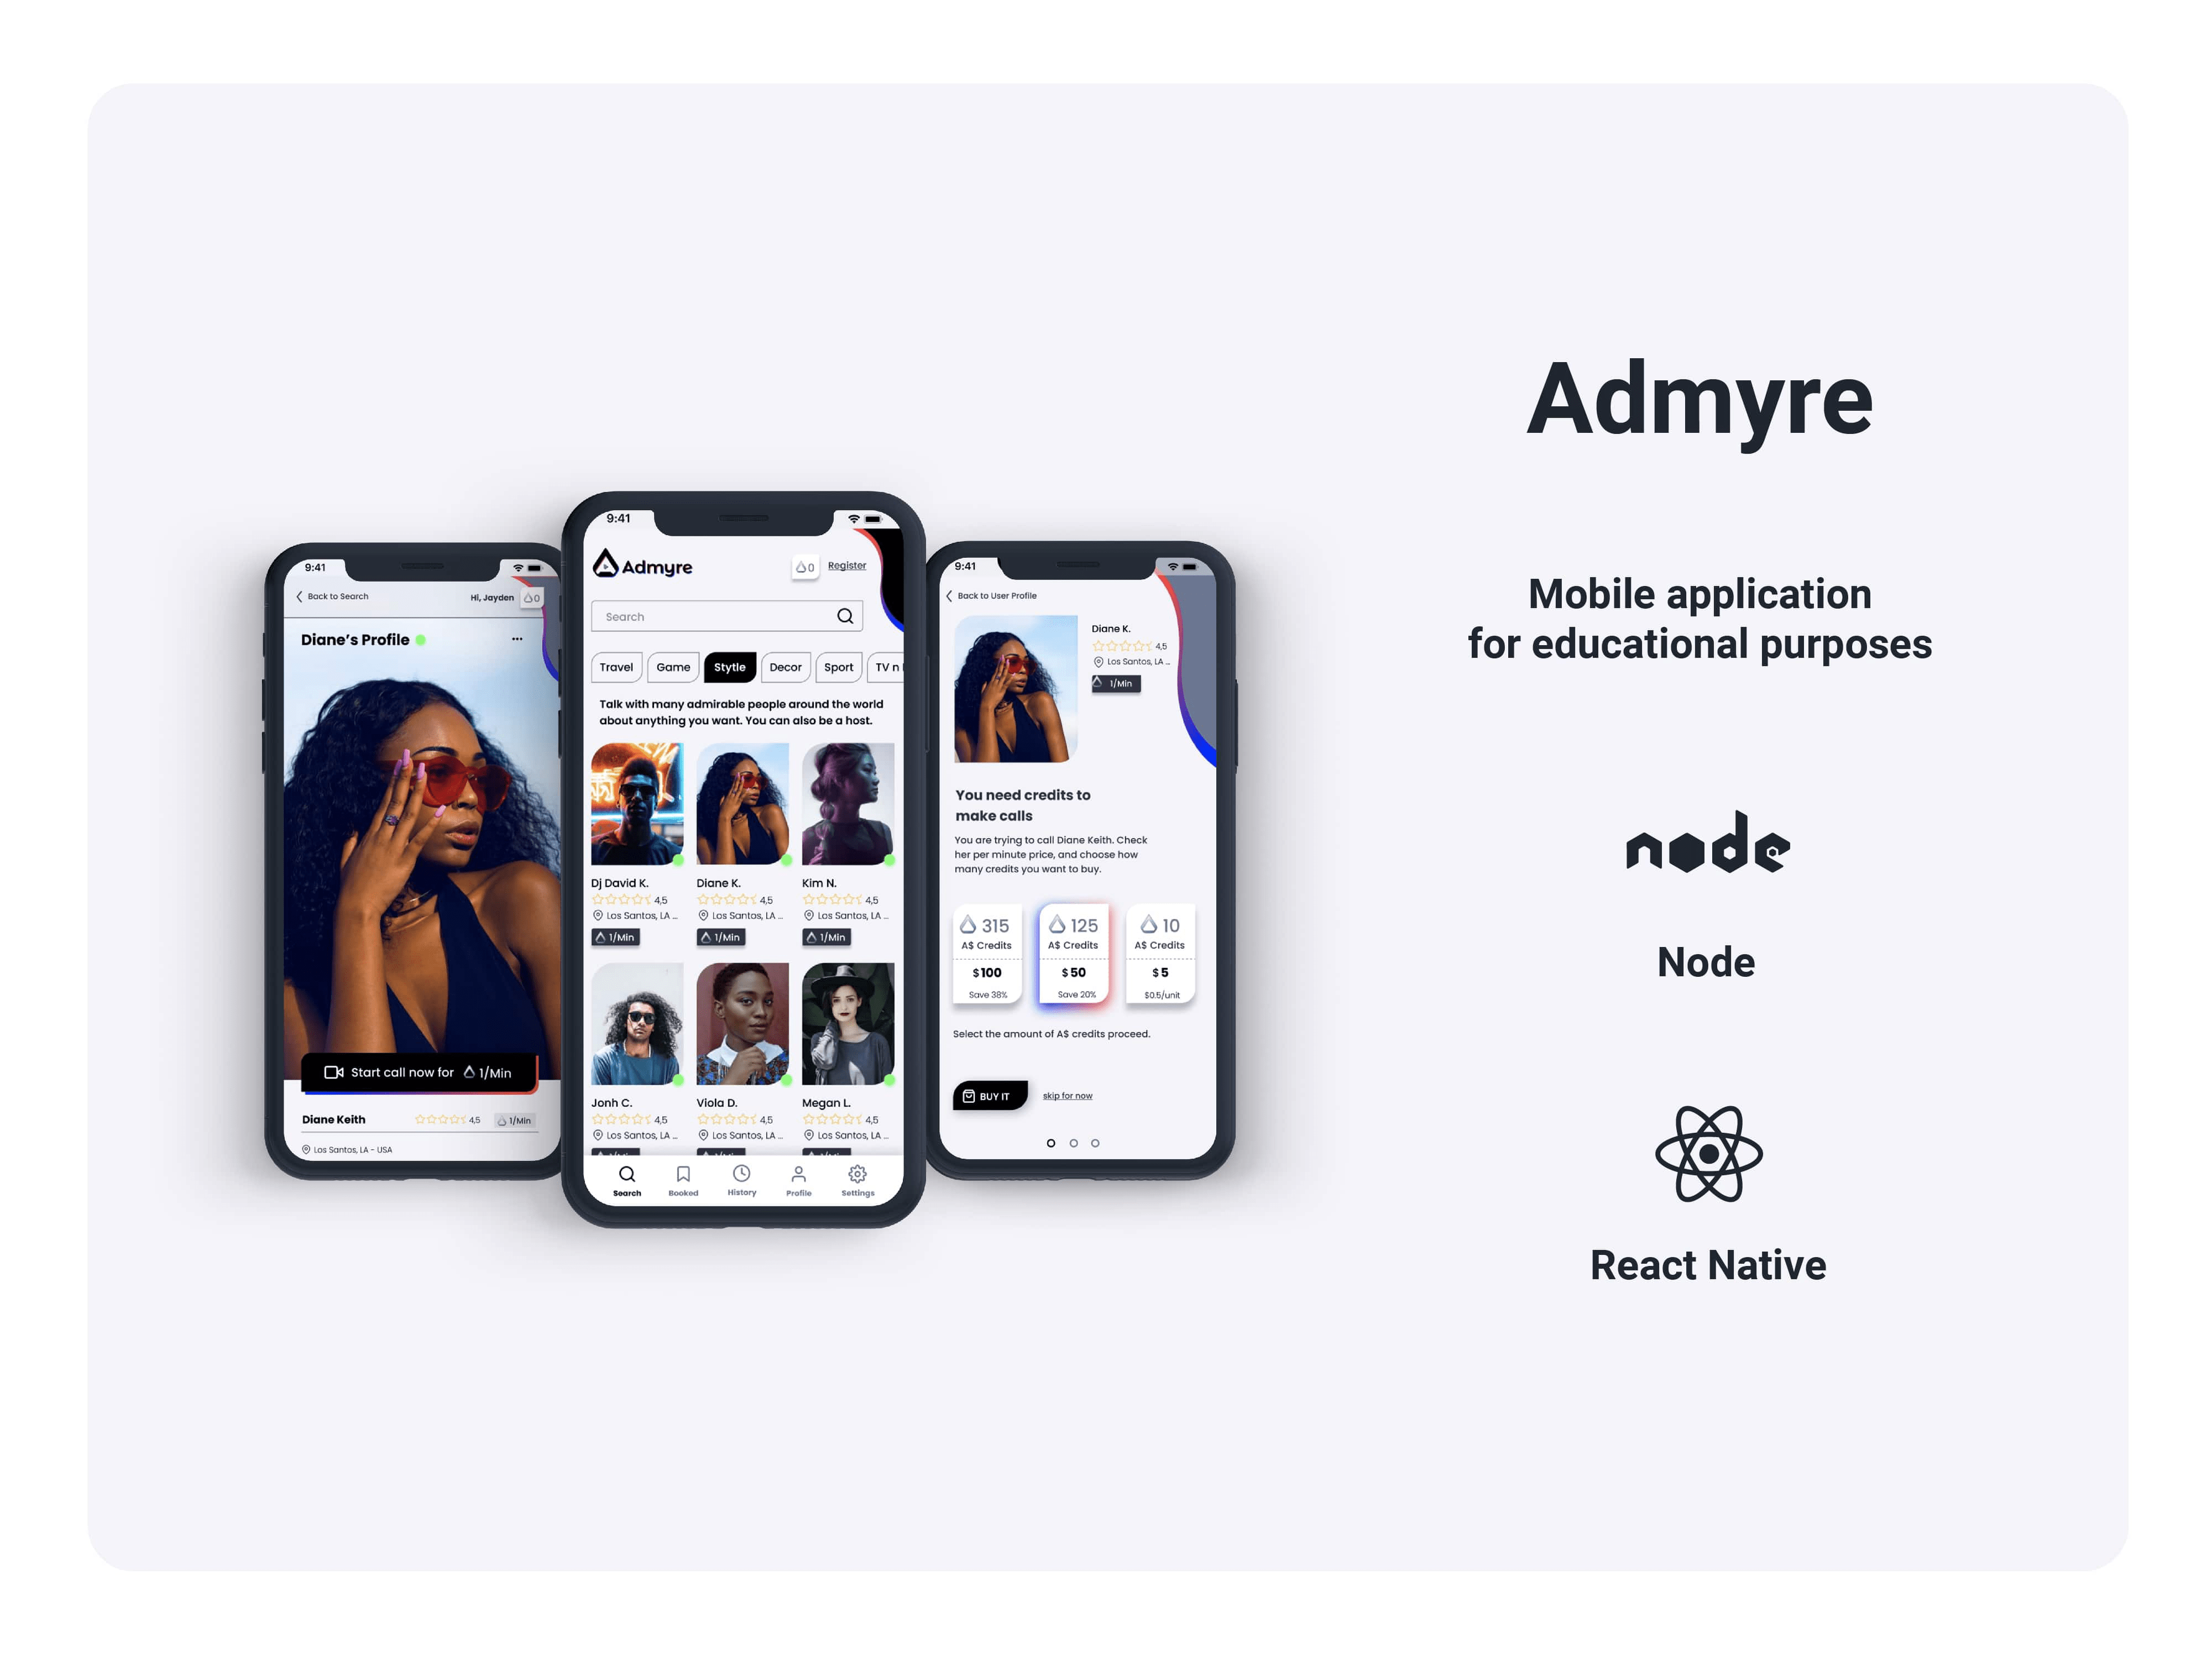 Admyre
Mobile application
for educational purposes
node
Node
React Native
9:41
Back to Search
Hi, Jayden
0
Diane's Profile
...
Start call now for 1/Min
Diane Keith
4,5
1/Min
Los Santos, LA - USA
9:41
Admyre
0
Register
Search
Travel
Game
Stytle
Decor
Sport
TV n
Talk with many admirable people around the world
about anything you want. You can also be a host.
Dj David K.
4,5
Los Santos, LA ...
1/Min
Diane K.
4,5
Los Santos, LA ...
1/Min
Kim N.
4,5
Los Santos, LA ...
1/Min
Jonh C.
4,5
Los Santos, LA ...
Viola D.
4,5
Los Santos, LA ...
Megan L.
4,5
Los Santos, LA ...
Search
Booked
History
Profile
Settings
9:41
Back to User Profile
Diane K.
4,5
Los Santos, LA ...
1/Min
You need credits to
make calls
You are trying to call Diane Keith. Check
her per minute price, and choose how
many credits you want to buy.
315
A$ Credits
$100
Save 38%
125
A$ Credits
$50
Save 20%
10
A$ Credits
$5
$0.5/unit
Select the amount of A$ credits proceed.
BUY IT
skip for now